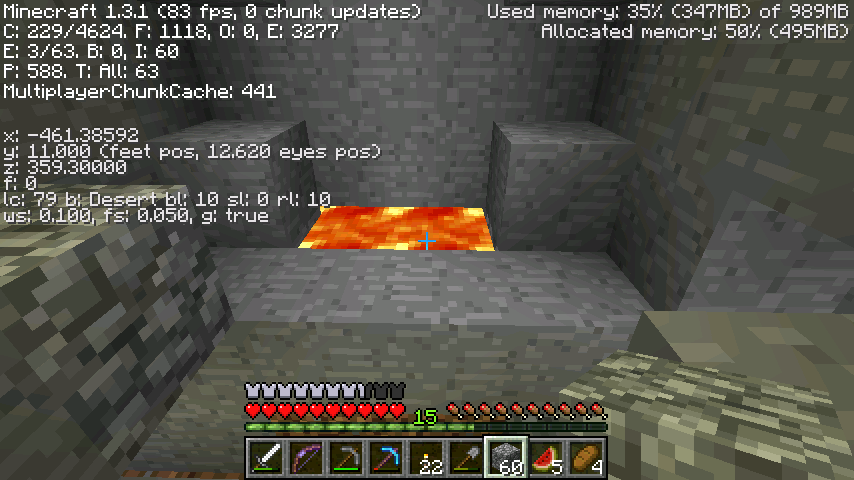 Minecraft 1.3.1 (83 fps, 0 chunk updates)
Used memory: 35% (347MB) of 989MB
C: 229/4624. F: 1118, O: 0, E: 3277
Allocated memory: 50% (495MB)
E: 3/63. B: 0, I: 60
P: 588. T: All: 63
MultiplayerChunkCache: 441
x: -461.38592
y: 11.000 (feet pos, 12.620 eyes pos)
z: 359.30000
f: 0
lc: 79 b: Desert bl: 10 sl: 0 rl: 10
ws: 0.100, fs: 0.050, g: true
15
22 60 5 4